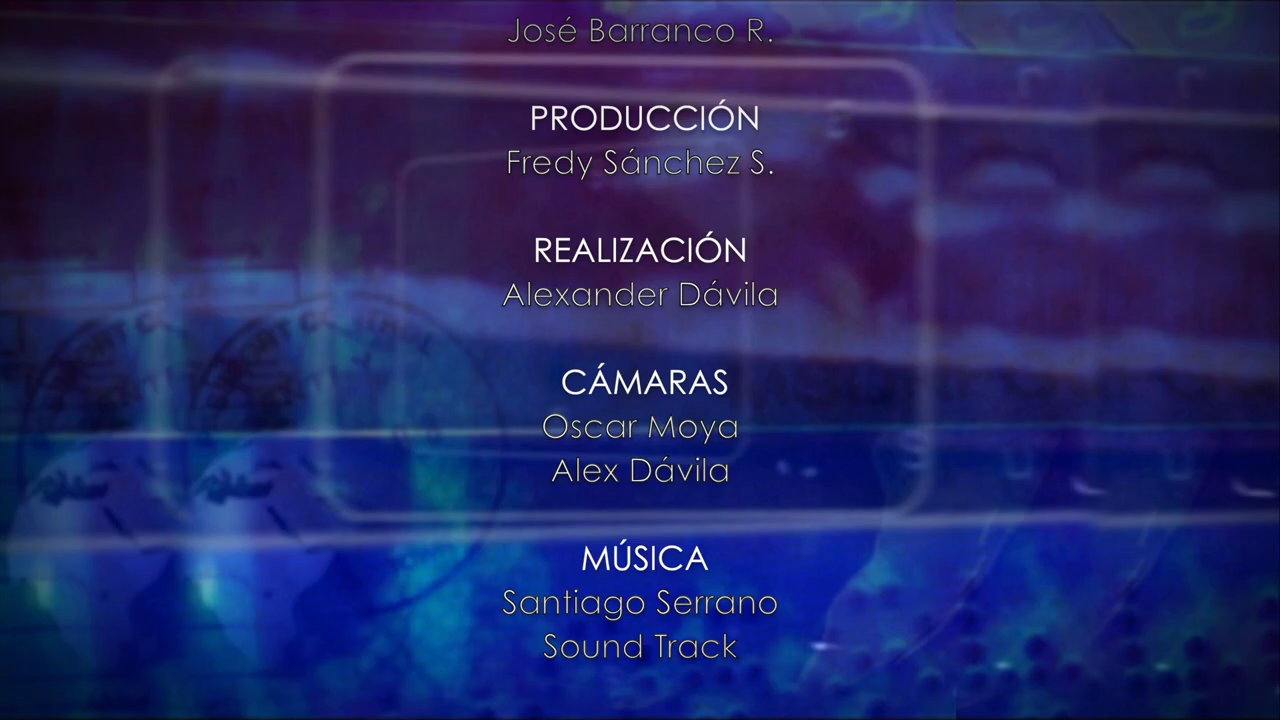 José Barranco R.
PRODUCCIÓN
Fredy Sánchez S.
REALIZACIÓN
Alexander Dávila
CÁMARAS
Oscar Moya
Alex Dávila
MÚSICA
Santiago Serrano
Sound Track